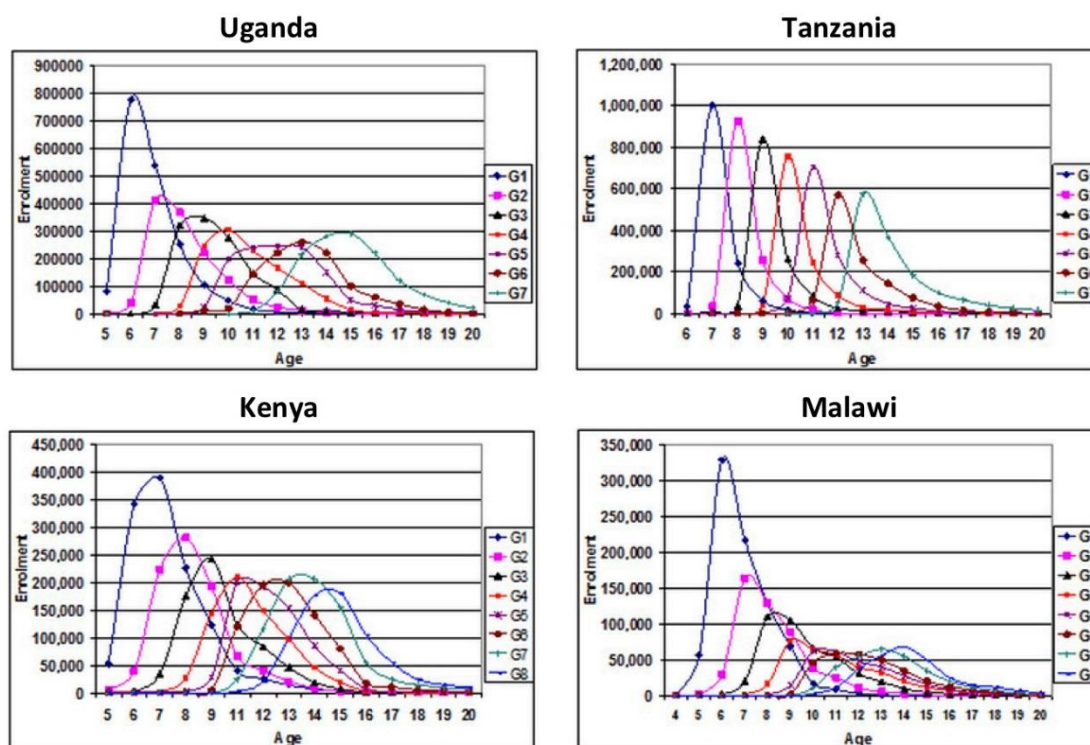 Uganda
900000
800000
700000
600000
500000
400000
300000
200000
100000
0
Enrolment
5 6 7 8 9 10 11 12 13 14 15 16 17 18 19 20
Age
G1
G2
G3
G4
G5
G6
G7
Tanzania
1,200,000
1,000,000
800,000
600,000
400,000
200,000
0
Enrolment
6 7 8 9 10 11 12 13 14 15 16 17 18 19 20
Age
Kenya
450,000
400,000
350,000
300,000
250,000
200,000
150,000
100,000
50,000
0
Enrolment
5 6 7 8 9 11 12 13 14 15 16 17 18 19 20
Age
G1
G2
G3
G4
G5
G6
G7
G8
Malawi
350,000
300,000
250,000
200,000
150,000
100,000
50,000
0
Enrolment
4 5 6 7 8 9 10 11 12 13 14 15 16 17 18 19 20
Age